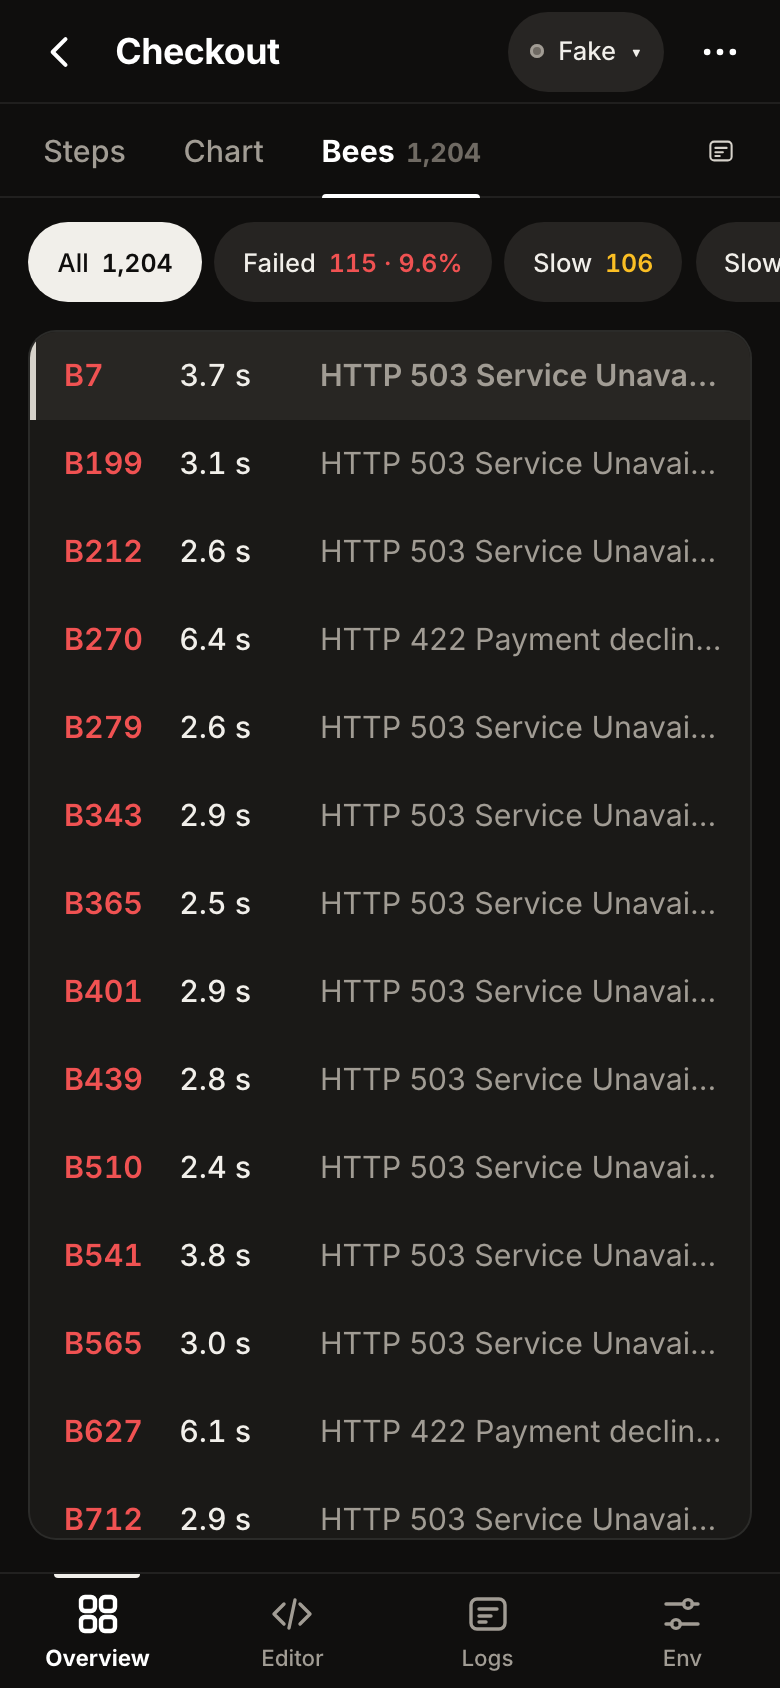 Checkout
Fake ▾
Steps Chart Bees 1,204
All 1,204 Failed 115 · 9.6% Slow 106 Slow
B7 3.7 s HTTP 503 Service Unava...
B199 3.1 s HTTP 503 Service Unavai...
B212 2.6 s HTTP 503 Service Unavai...
B270 6.4 s HTTP 422 Payment declin...
B279 2.6 s HTTP 503 Service Unavai...
B343 2.9 s HTTP 503 Service Unavai...
B365 2.5 s HTTP 503 Service Unavai...
B401 2.9 s HTTP 503 Service Unavai...
B439 2.8 s HTTP 503 Service Unavai...
B510 2.4 s HTTP 503 Service Unavai...
B541 3.8 s HTTP 503 Service Unavai...
B565 3.0 s HTTP 503 Service Unavai...
B627 6.1 s HTTP 422 Payment declin...
B712 2.9 s HTTP 503 Service Unavai...
Overview Editor Logs Env